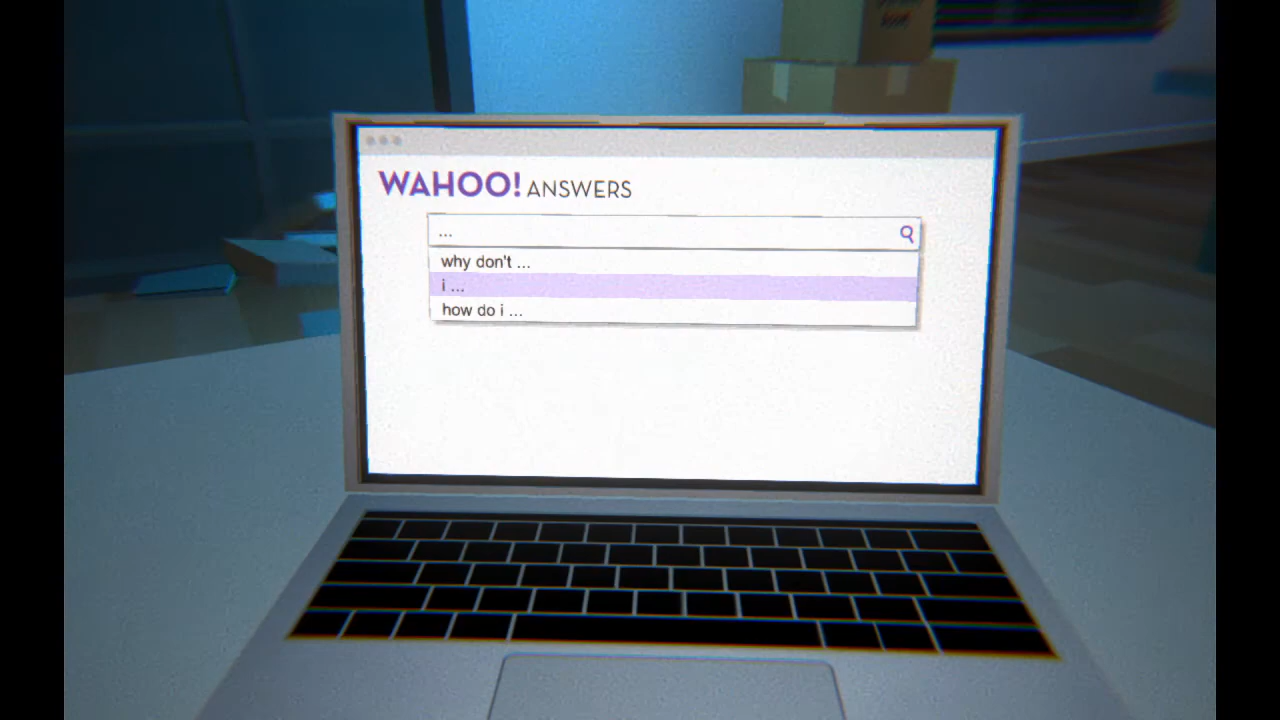 WAHOO! ANSWERS
...
why don't ...
i ...
how do i ...